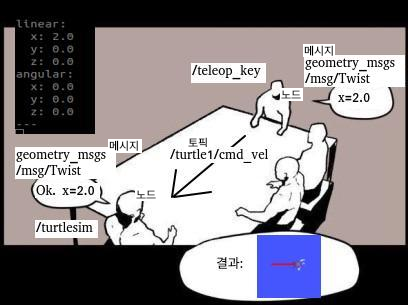 linear:
x: 2.0
y: 0.0
z: 0.0
angular:
x: 0.0
y: 0.0
z: 0.0
---
/teleop_key
노드
메시지
geometry_msgs
/msg/Twist
x=2.0
토픽
/turtle1/cmd_vel
메시지
geometry_msgs
/msg/Twist
Ok. x=2.0
노드
/turtlesim
결과: